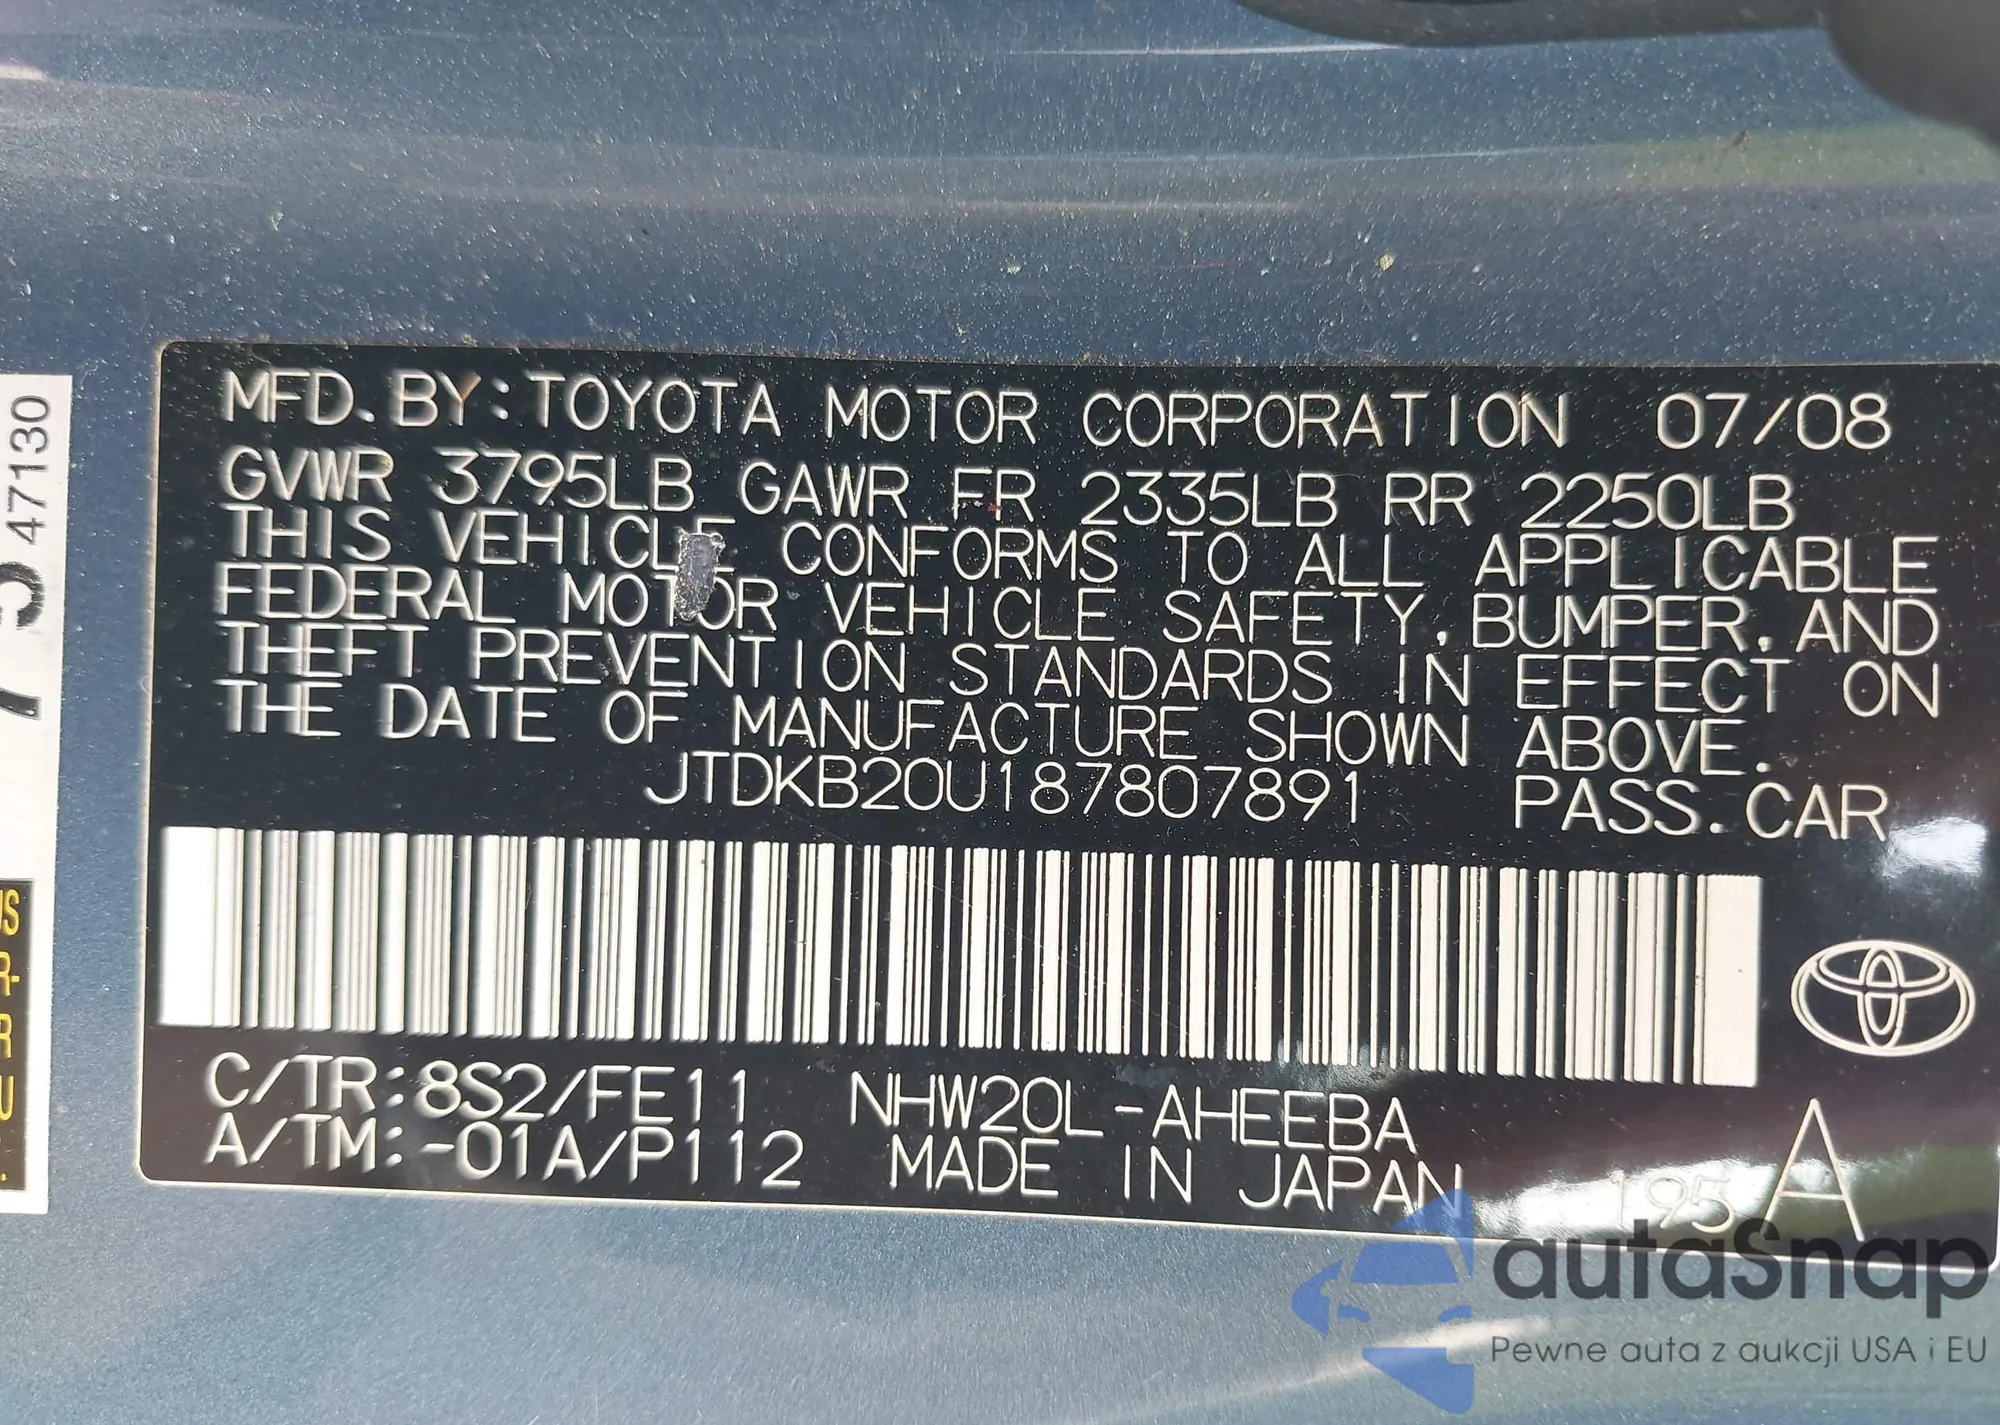 MFD. BY: TOYOTA MOTOR CORPORATION 07/08
GVWR 3795LB GAWR FR 2335LB RR 2250LB
THIS VEHICLE CONFORMS TO ALL APPLICABLE
FEDERAL MOTOR VEHICLE SAFETY, BUMPER, AND
THEFT PREVENTION STANDARDS IN EFFECT ON
THE DATE OF MANUFACTURE SHOWN ABOVE.
JTDKB20U187807891 PASS. CAR
C/TR: 8S2/FE11 NHW20L-AHEEBA
A/TM: -01A/P112 MADE IN JAPAN 195 A
47130
autaSnap
Pewne auta z aukcji USA i EU